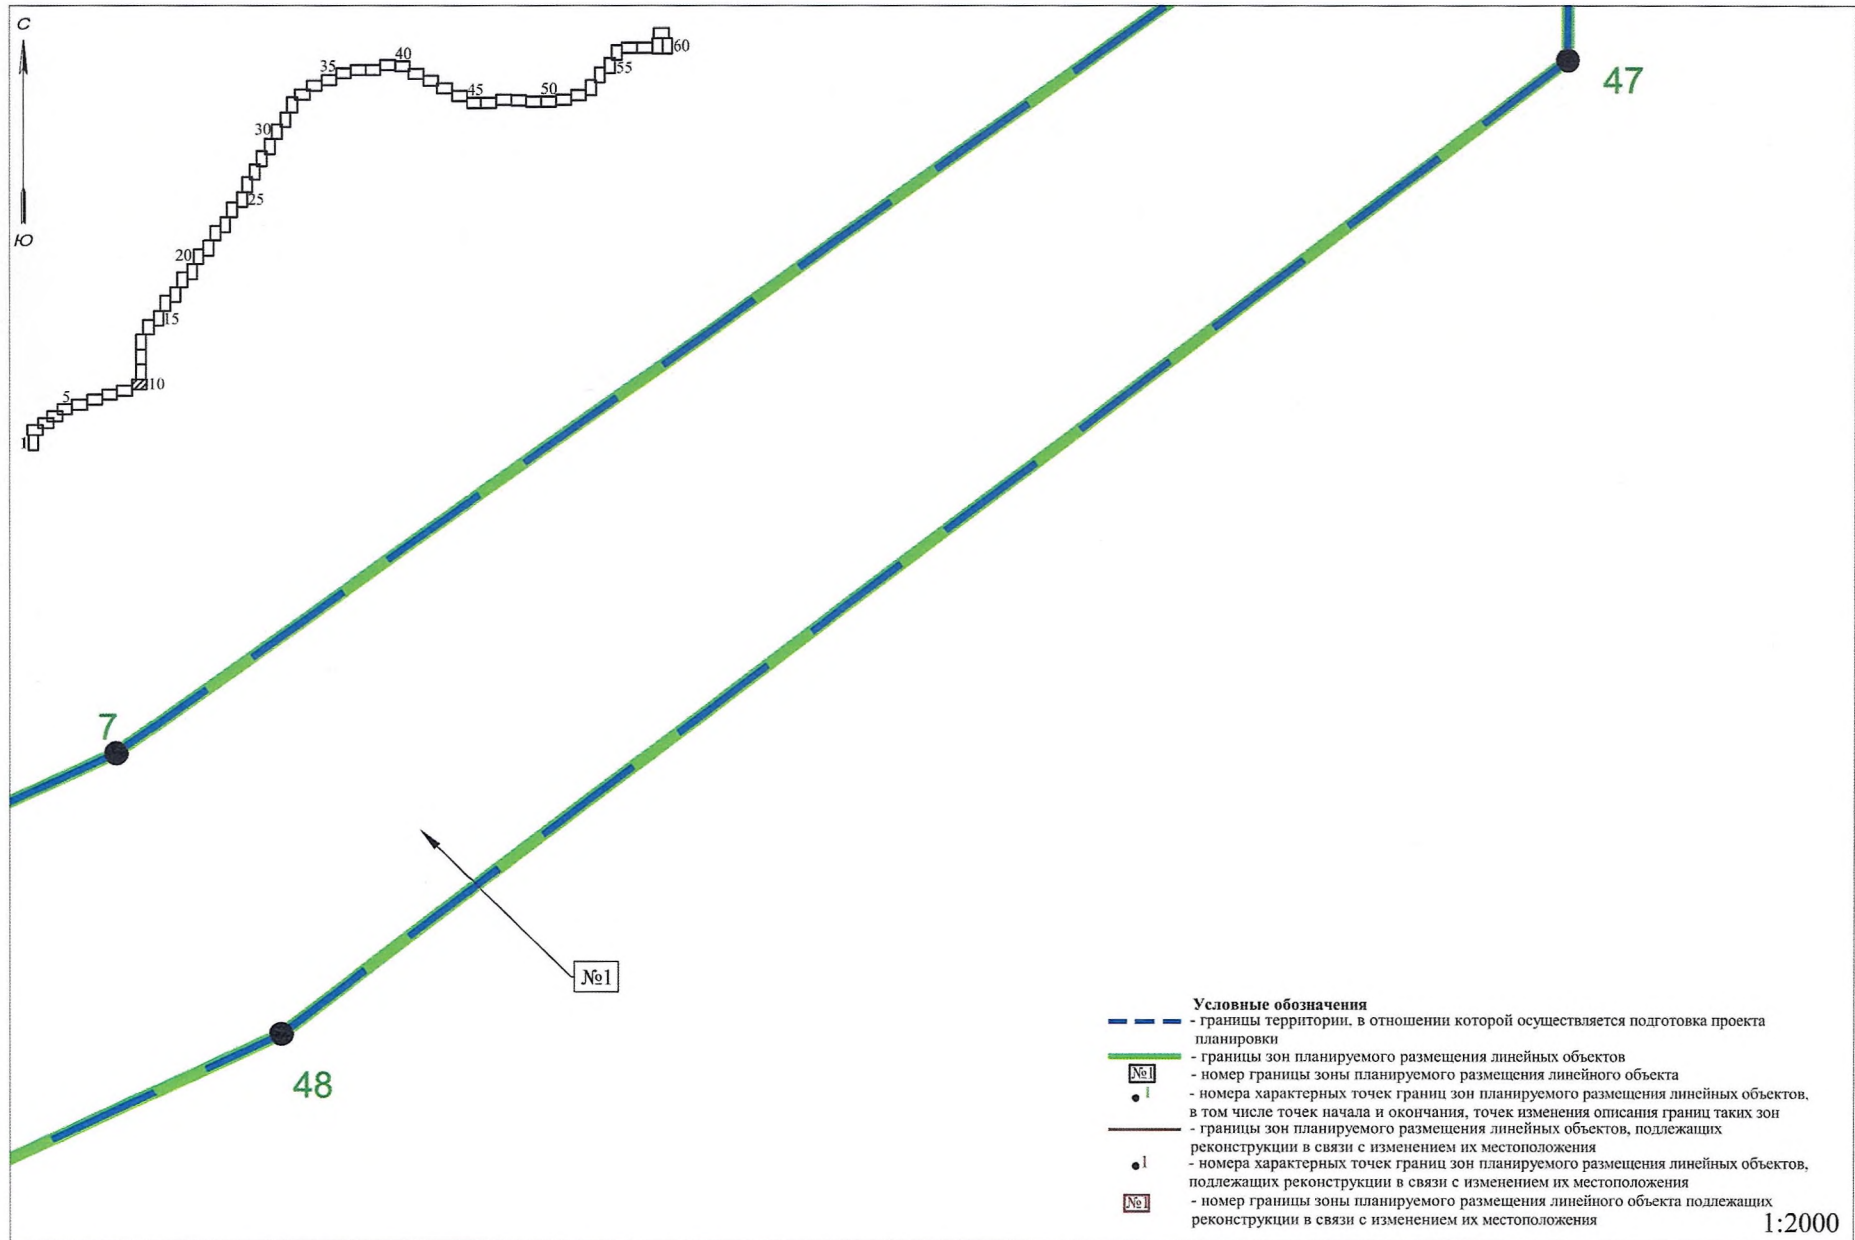 С
Ю
60
55
50
45
40
35
30
25
20
15
10
5
1
47
7
№1
48
Условные обозначения
- границы территории, в отношении которой осуществляется подготовка проекта
планировки
- границы зон планируемого размещения линейных объектов
№1 - номер границы зоны планируемого размещения линейного объекта
1 - номера характерных точек границ зон планируемого размещения линейных объектов,
в том числе точек начала и окончания, точек изменения описания границ таких зон
- границы зон планируемого размещения линейных объектов, подлежащих
реконструкции в связи с изменением их местоположения
1 - номера характерных точек границ зон планируемого размещения линейных объектов,
подлежащих реконструкции в связи с изменением их местоположения
№1 - номер границы зоны планируемого размещения линейного объекта подлежащих
реконструкции в связи с изменением их местоположения
1:2000